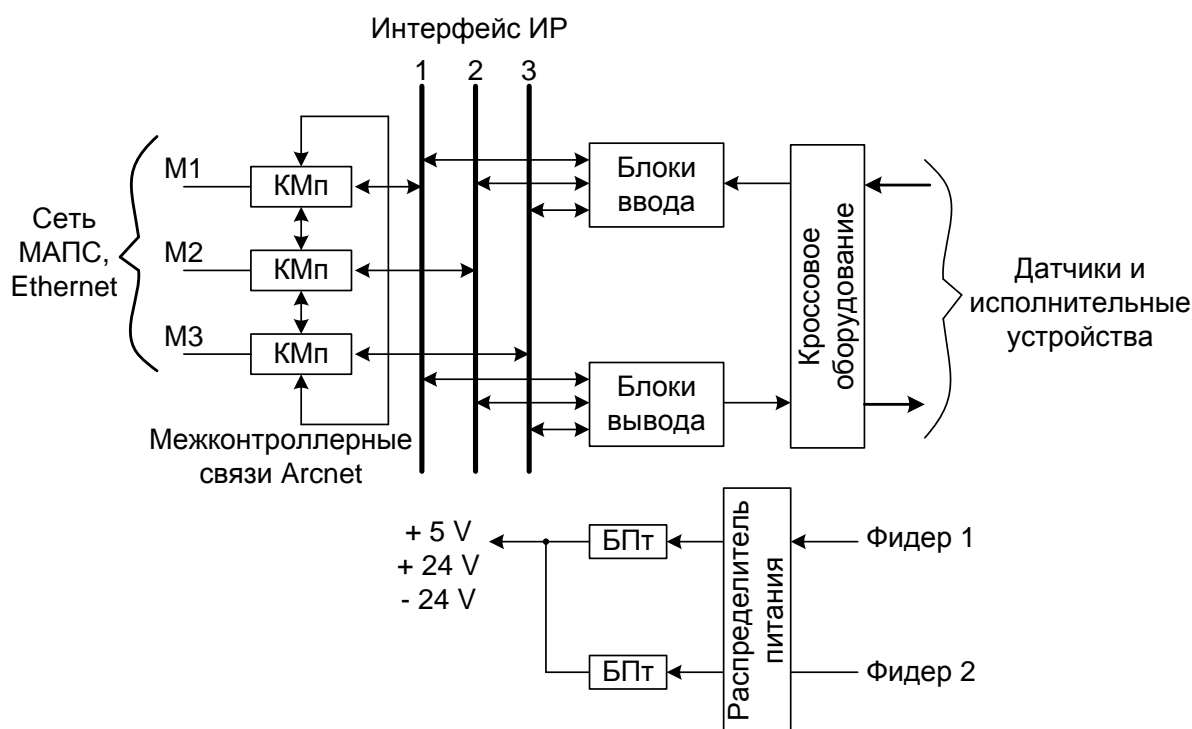 Интерфейс ИР
1 2 3
М1
КМп
Блоки
ввода
Сеть
МАПС,
Ethernet
М2
КМп
Кроссовое
оборудование
Датчики и
исполнительные
устройства
М3
КМп
Блоки
вывода
Межконтроллерные
связи Arcnet
+ 5 V
+ 24 V
- 24 V
БПт
БПт
Распределитель
питания
Фидер 1
Фидер 2